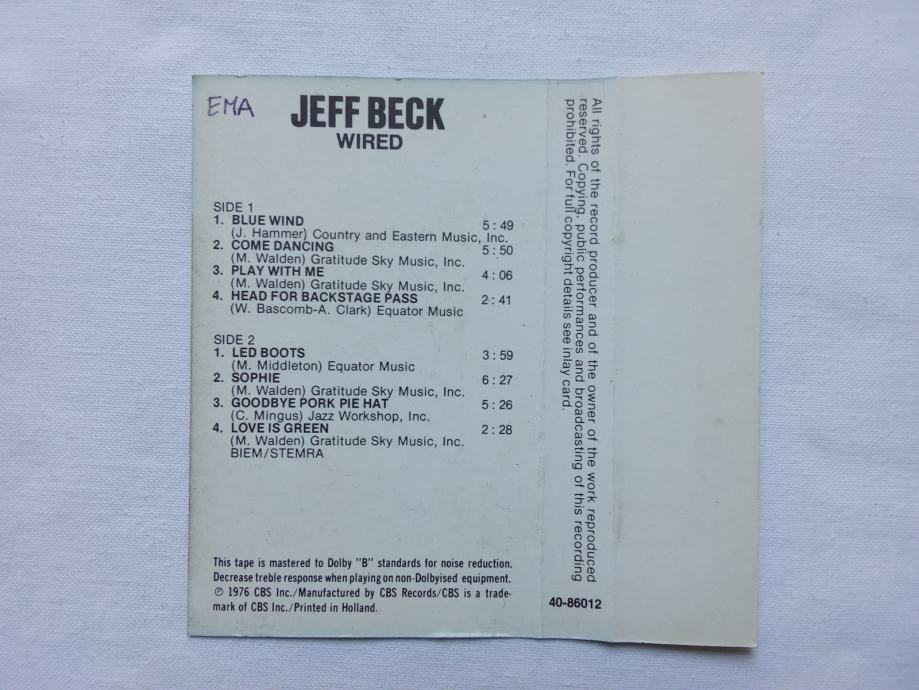 EMA
JEFF BECK
WIRED
SIDE 1
1. BLUE WIND 5:49
(J. Hammer) Country and Eastern Music, Inc.
2. COME DANCING 5:50
(M. Walden) Gratitude Sky Music, Inc.
3. PLAY WITH ME 4:06
(M. Walden) Gratitude Sky Music, Inc.
4. HEAD FOR BACKSTAGE PASS 2:41
(W. Bascomb-A. Clark) Equator Music
SIDE 2
1. LED BOOTS 3:59
(M. Middleton) Equator Music
2. SOPHIE 6:27
(M. Walden) Gratitude Sky Music, Inc.
3. GOODBYE PORK PIE HAT 5:26
(C. Mingus) Jazz Workshop, Inc.
4. LOVE IS GREEN 2:28
(M. Walden) Gratitude Sky Music, Inc.
BIEM/STEMRA
This tape is mastered to Dolby "B" standards for noise reduction.
Decrease treble response when playing on non-Dolbyised equipment.
℗ 1976 CBS Inc./Manufactured by CBS Records/CBS is a trade-
mark of CBS Inc./Printed in Holland.
All rights of the record producer and of the owner of the work reproduced
reserved. Copying, public performances and broadcasting of this recording
prohibited. For full copyright details see inlay card.
40-86012